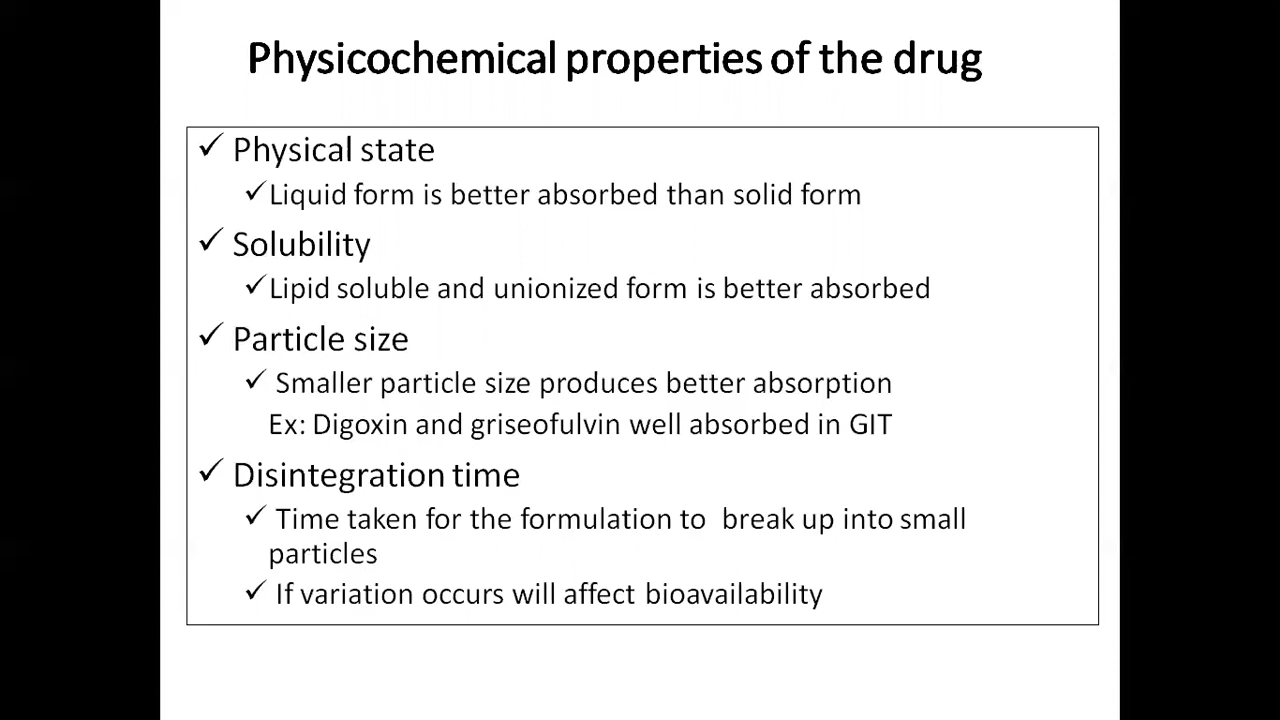 Physicochemical properties of the drug
✓ Physical state
✓Liquid form is better absorbed than solid form
✓ Solubility
✓Lipid soluble and unionized form is better absorbed
✓ Particle size
✓ Smaller particle size produces better absorption
Ex: Digoxin and griseofulvin well absorbed in GIT
✓ Disintegration time
✓ Time taken for the formulation to break up into small
particles
✓ If variation occurs will affect bioavailability